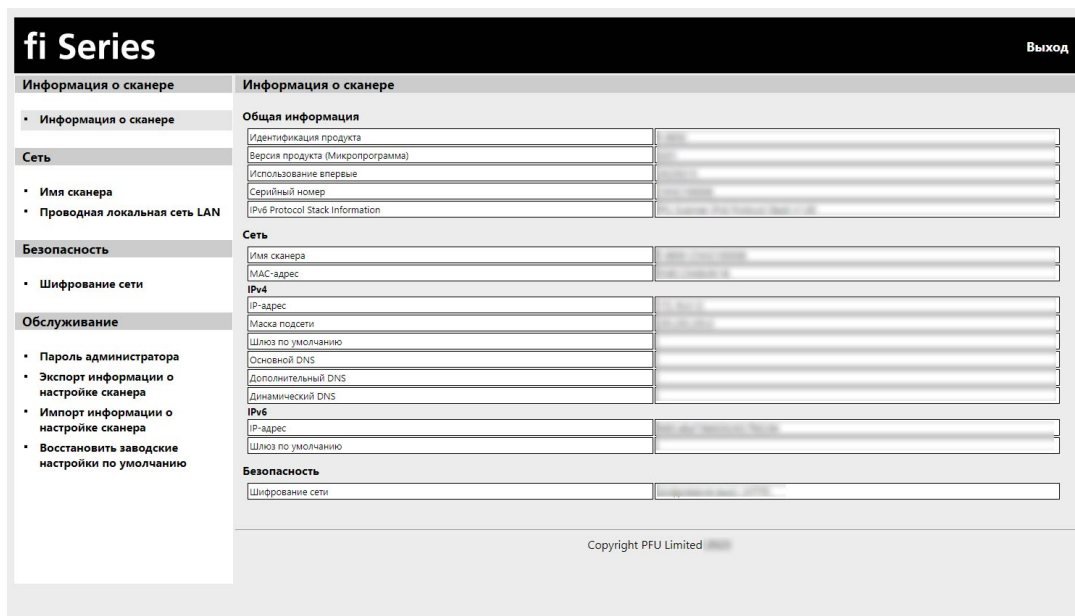 fi Series
Выход
Информация о сканере
Информация о сканере
Сеть
Имя сканера
Проводная локальная сеть LAN
Безопасность
Шифрование сети
Обслуживание
Пароль администратора
Экспорт информации о
настройке сканера
Импорт информации о
настройке сканера
Восстановить заводские
настройки по умолчанию
Информация о сканере
Общая информация
Идентификация продукта
Версия продукта (Микропрограмма)
Использование впервые
Серийный номер
IPv6 Protocol Stack Information
Сеть
Имя сканера
MAC-адрес
IPv4
IP-адрес
Маска подсети
Шлюз по умолчанию
Основной DNS
Дополнительный DNS
Динамический DNS
IPv6
IP-адрес
Шлюз по умолчанию
Безопасность
Шифрование сети
Copyright PFU Limited